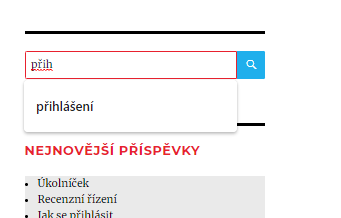 přih
přihlášení
NEJNOVĚJŠÍ PŘÍSPĚVKY
Úkolníček
Recenzní řízení
Jak se přihlásit